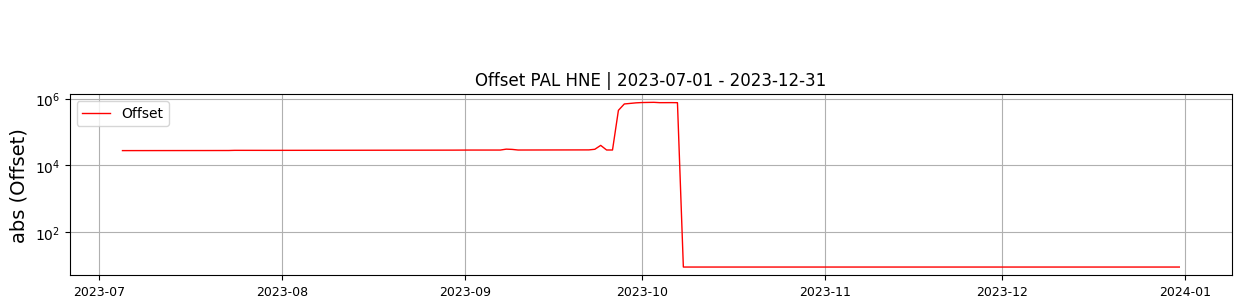 Offset PAL HNE | 2023-07-01 - 2023-12-31
abs (Offset)
10^6
10^4
10^2
Offset
2023-07 2023-08 2023-09 2023-10 2023-11 2023-12 2024-01